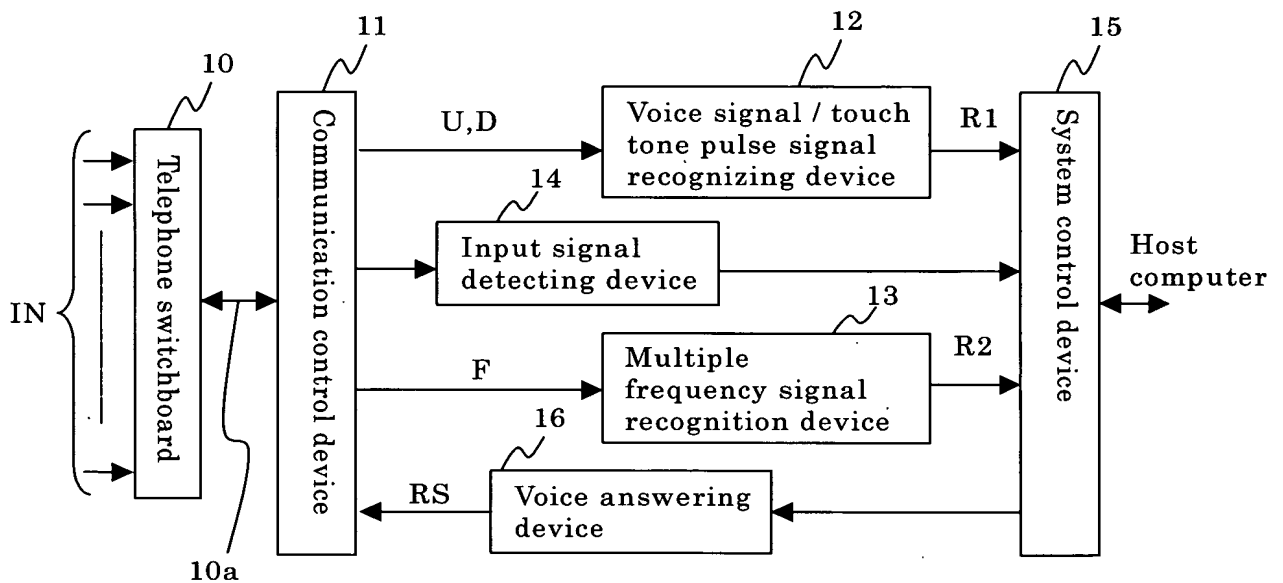 10
11
12
15
IN
Telephone switchboard
10a
Communication control device
U,D
Voice signal / touch
tone pulse signal
recognizing device
R1
14
Input signal
detecting device
13
F
Multiple
frequency signal
recognition device
R2
16
RS
Voice answering
device
System control device
Host
computer